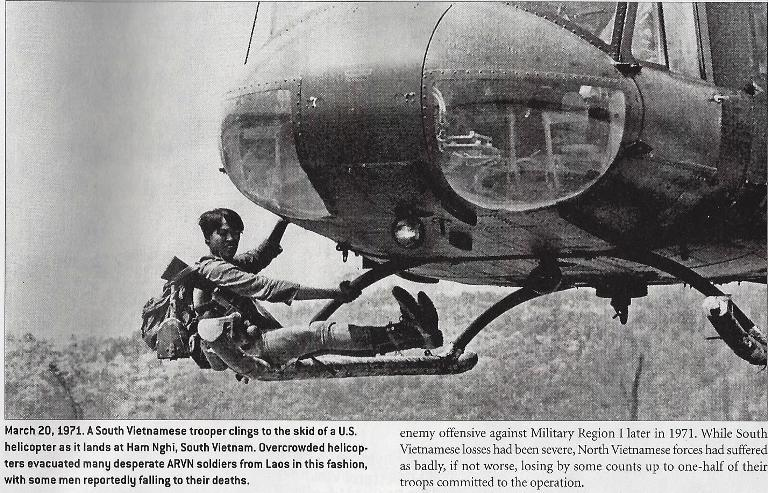 March 20, 1971. A South Vietnamese trooper clings to the skid of a U.S.
helicopter as it lands at Ham Nghi, South Vietnam. Overcrowded helicop-
ters evacuated many desperate ARVN soldiers from Laos in this fashion,
with some men reportedly falling to their deaths.
enemy offensive against Military Region I later in 1971. While South
Vietnamese losses had been severe, North Vietnamese forces had suffered
as badly, if not worse, losing by some counts up to one-half of their
troops committed to the operation.